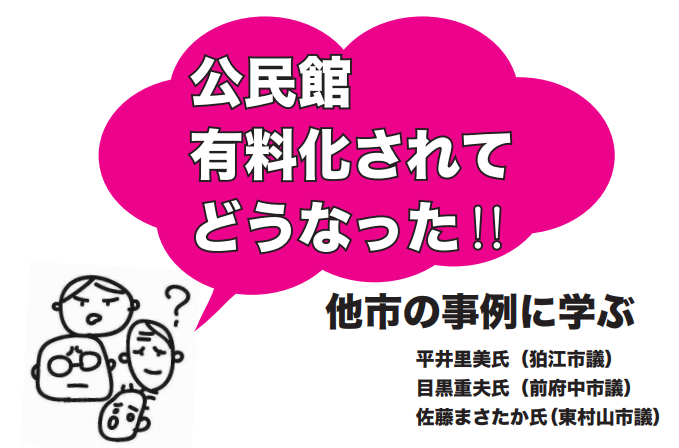 公民館
有料化されて
どうなった!!
?
他市の事例に学ぶ
平井里美氏（狛江市議）
目黒重夫氏（前府中市議）
佐藤まさたか氏（東村山市議）